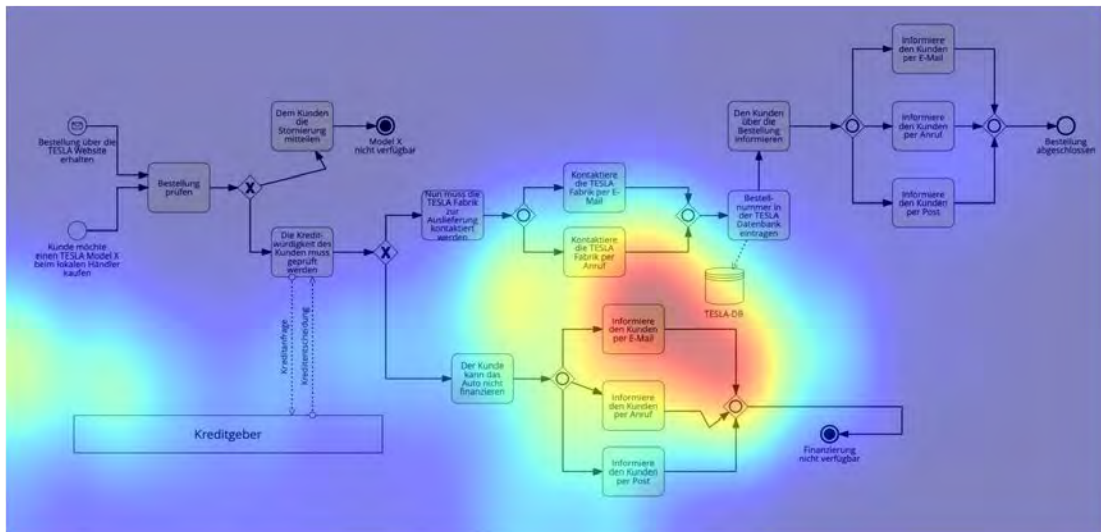 Bestellung über die
TESLA Website
erhalten
Kunde möchte
einen TESLA Model X
beim lokalen Händler
kaufen
Bestellung
prüfen
X
Dem Kunden
die
Stornierung
mitteilen
Model X
nicht verfügbar
Die Kredit-
würdigkeit des
Kunden muss
geprüft werden
X
Kreditanfrage
Kreditentscheidung
Kreditgeber
Nun muss die
TESLA Fabrik
zur
Auslieferung
kontaktiert
werden
Kontaktiere
die TESLA
Fabrik per E-
Mail
Kontaktiere
die TESLA
Fabrik per
Anruf
Bestell-
nummer in
der TESLA
Datenbank
eintragen
TESLA-DB
Den Kunden
über die
Bestellung
informieren
Informiere
den Kunden
per E-Mail
Informiere
den Kunden
per Anruf
Informiere
den Kunden
per Post
Bestellung
abgeschlossen
Der Kunde
kann das
Auto nicht
finanzieren
Informiere
den Kunden
per E-Mail
Informiere
den Kunden
per Anruf
Informiere
den Kunden
per Post
Finanzierung
nicht verfügbar